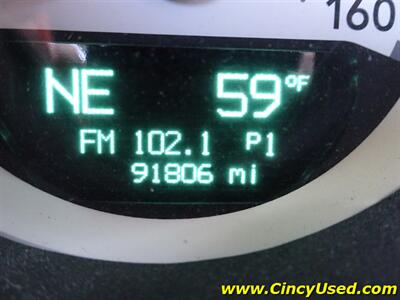 160
NE 59°F
FM 102.1 P1
91806 mi
www.CincyUsed.com